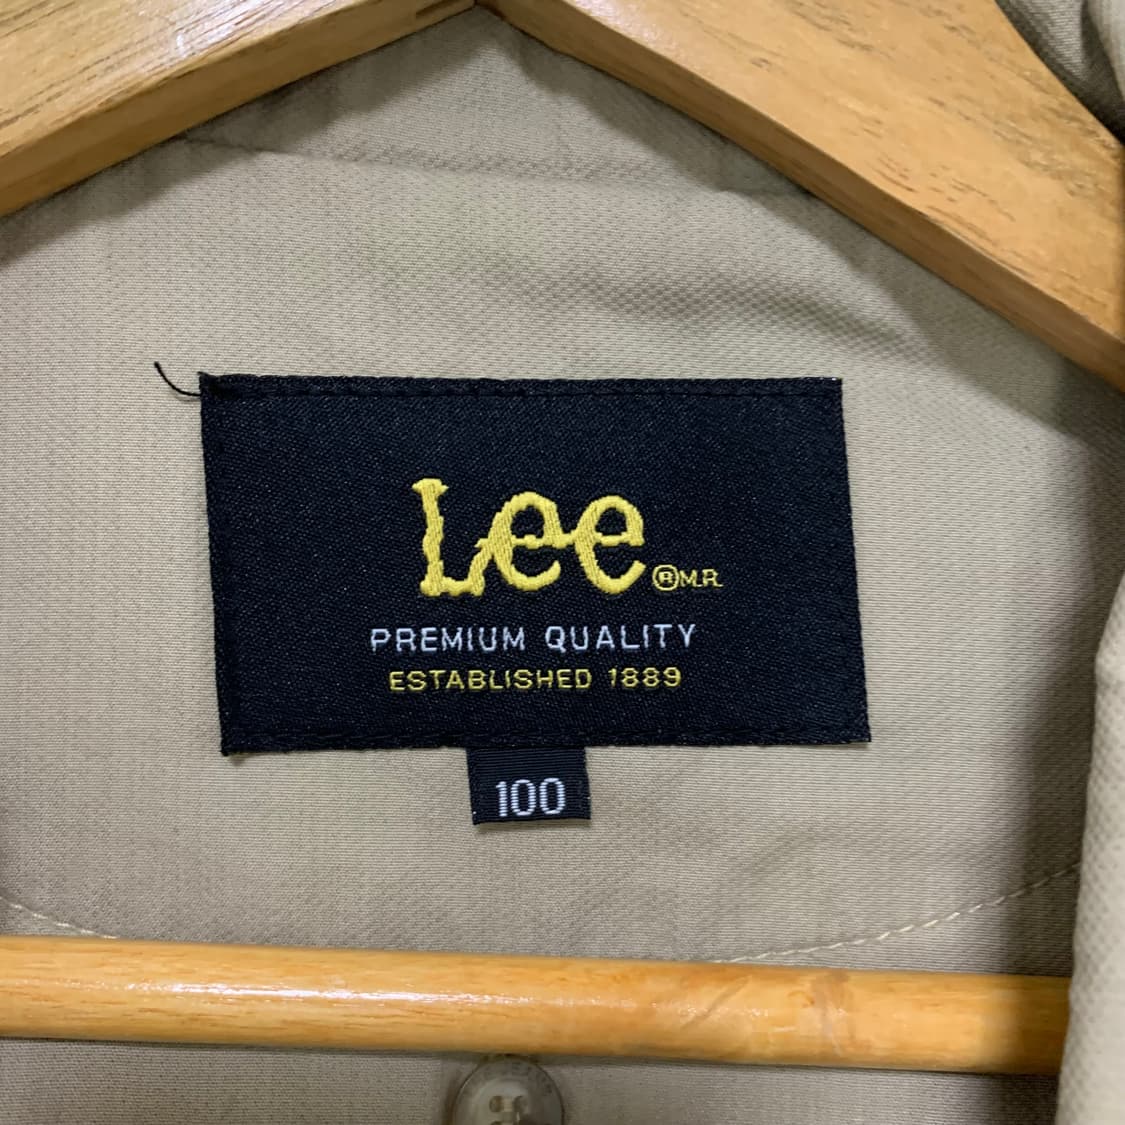 Lee ® M.R.
PREMIUM QUALITY
ESTABLISHED 1889
100